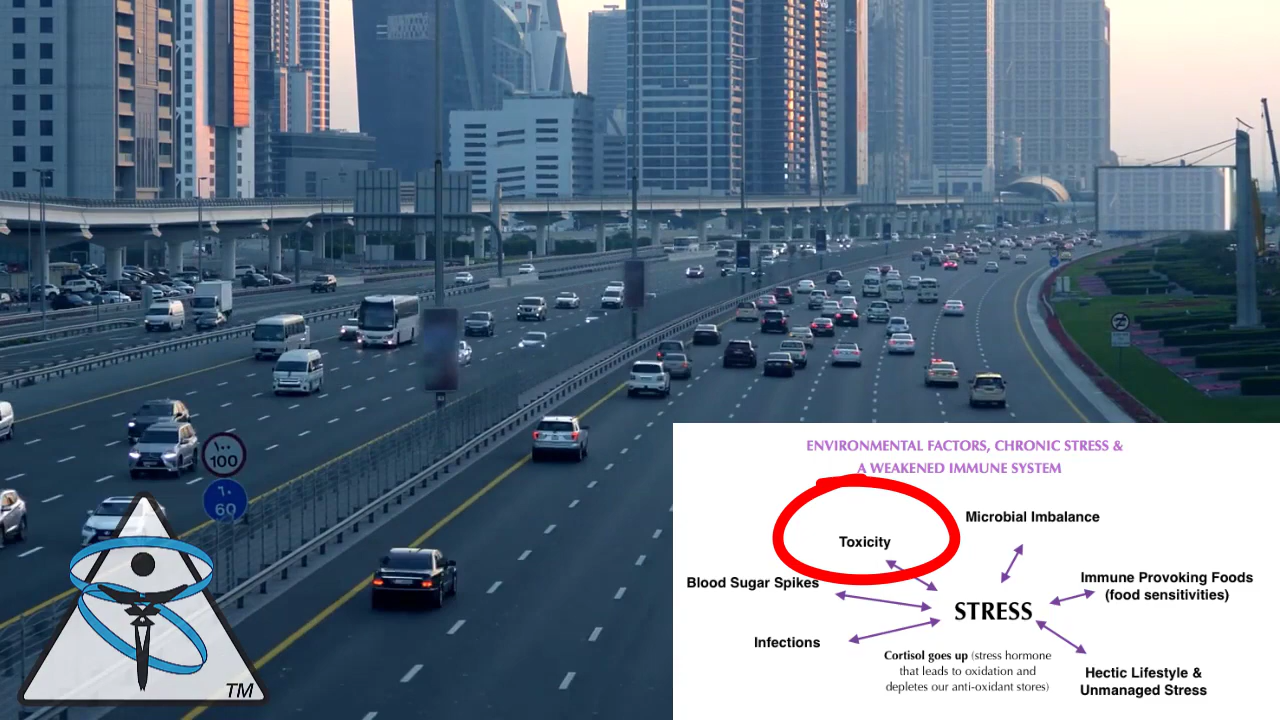 ١٠٠
100
٦٠
60
TM
ENVIRONMENTAL FACTORS, CHRONIC STRESS &
A WEAKENED IMMUNE SYSTEM
Microbial Imbalance
Toxicity
Blood Sugar Spikes
Immune Provoking Foods
(food sensitivities)
STRESS
Infections
Cortisol goes up (stress hormone
that leads to oxidation and
depletes our anti-oxidant stores)
Hectic Lifestyle &
Unmanaged Stress